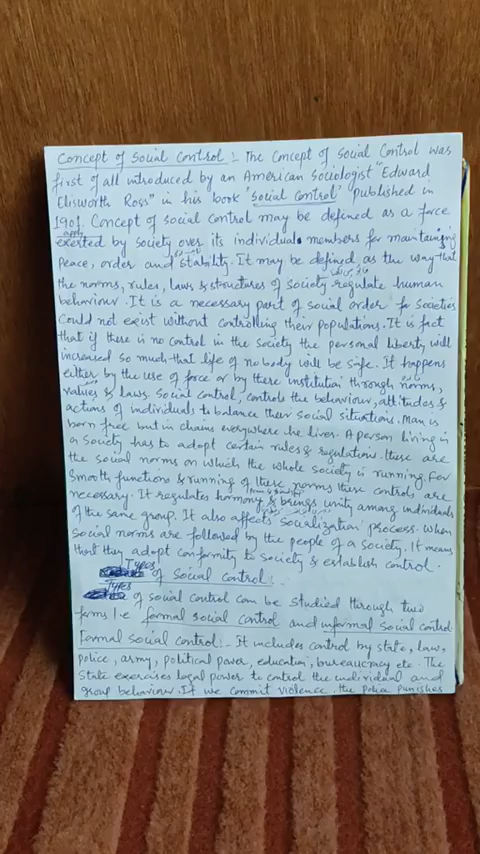 Concept of Social Control :- The Concept of Social Control was
first of all introduced by an American Sociologist "Edward
Elisworth Ross" in his book 'Social Control' published in
1901. Concept of social control may be defined as a force
apply
exerted by society over its individual members for maintaining
Peace, order and stability. It may be defined as the way that
the norms, rules, laws & structures of Society regulate human
behaviour. It is a necessary part of social order for Societies
Could not exist without controlling their populations. It is fact
that if there is no control in the society the personal liberty will
increased so much that life of nobody will be safe. It happens
either by the use of force or by these institution through norms,
values & laws. Social control, control the behaviour, attitudes &
actions of individuals to balance their social situations. Man is
born free but in chains everywhere he lives. A person living in
a society has to adopt certain rules & regulations. these are
the social norms on which the whole society is running. For
Smooth functions & running of these norms these controls are
necessary. It regulates harmony & brings unity among individuals
of the same group. It also affects Socialization process. When
Social norms are followed by the people of a society. It means
that they adopt conformity to society & establish control.
Types of Social Control:
Types of social control can be studied through two
forms i.e formal social control and informal social control
Formal social control:- It includes control by state, law,
police, army, Political power, education, bureaucracy etc. The
State exercises legal power to control the individual and
group behaviour. If we commit violence, the police punishes